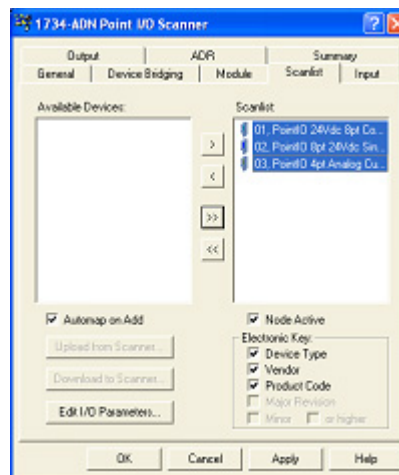 1734-ADN Point I/O Scanner
Output ADR Summary
General Device Bridging Module Scanlist Input
Available Devices: Scanlist:
01, PointIO 24Vdc 8pt Co...
02, PointIO 8pt 24Vdc Sin...
03, PointIO 4pt Analog Cu...
>
<
>>
<<
Automap on Add Node Active
Upload from Scanner... Electronic Key:
Device Type
Download to Scanner... Vendor
Product Code
Edit I/O Parameters... Major Revision
Minor or higher
OK Cancel Apply Help